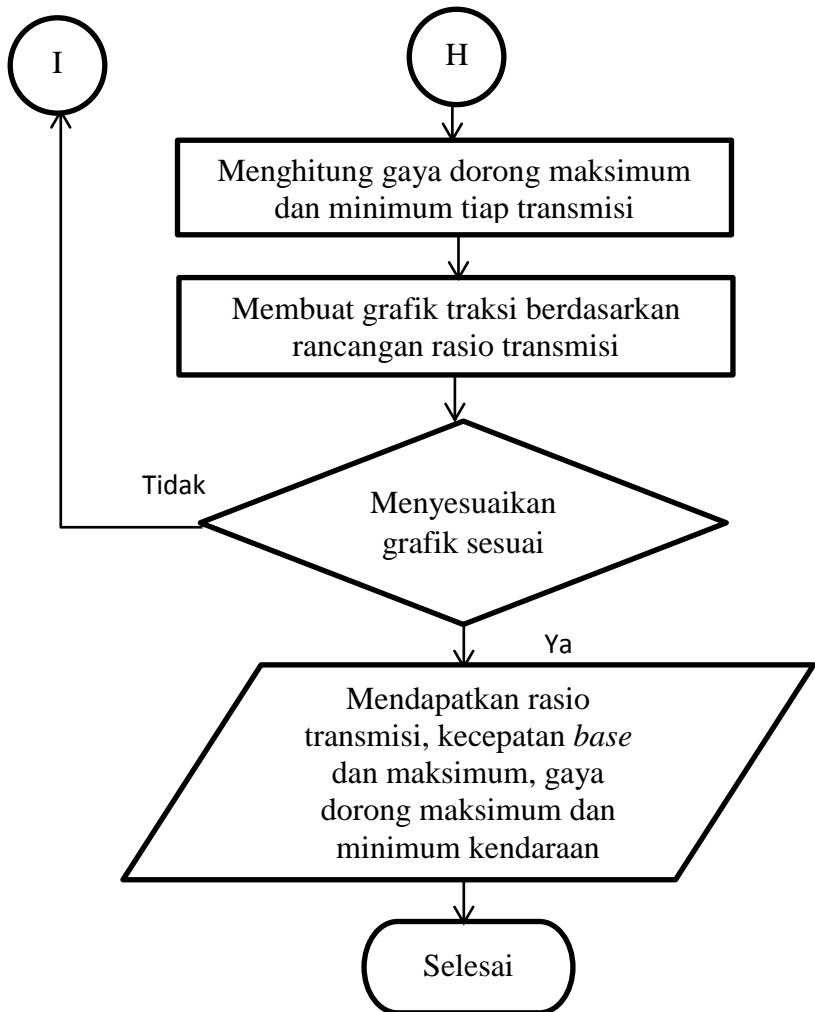 I
H
Menghitung gaya dorong maksimum
dan minimum tiap transmisi
Membuat grafik traksi berdasarkan
rancangan rasio transmisi
Tidak
Menyesuaikan
grafik sesuai
Ya
Mendapatkan rasio
transmisi, kecepatan base
dan maksimum, gaya
dorong maksimum dan
minimum kendaraan
Selesai